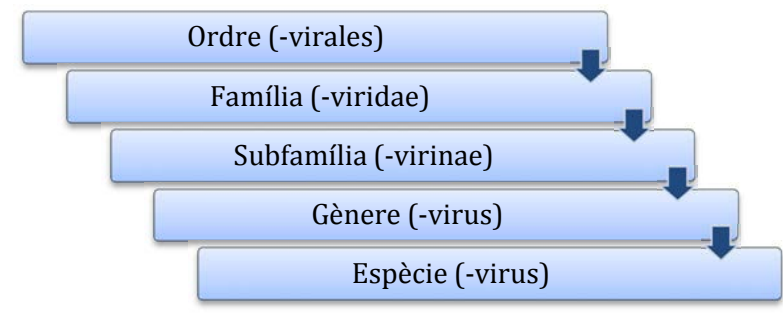 Ordre (-virales)
Família (-viridae)
Subfamília (-virinae)
Gènere (-virus)
Espècie (-virus)